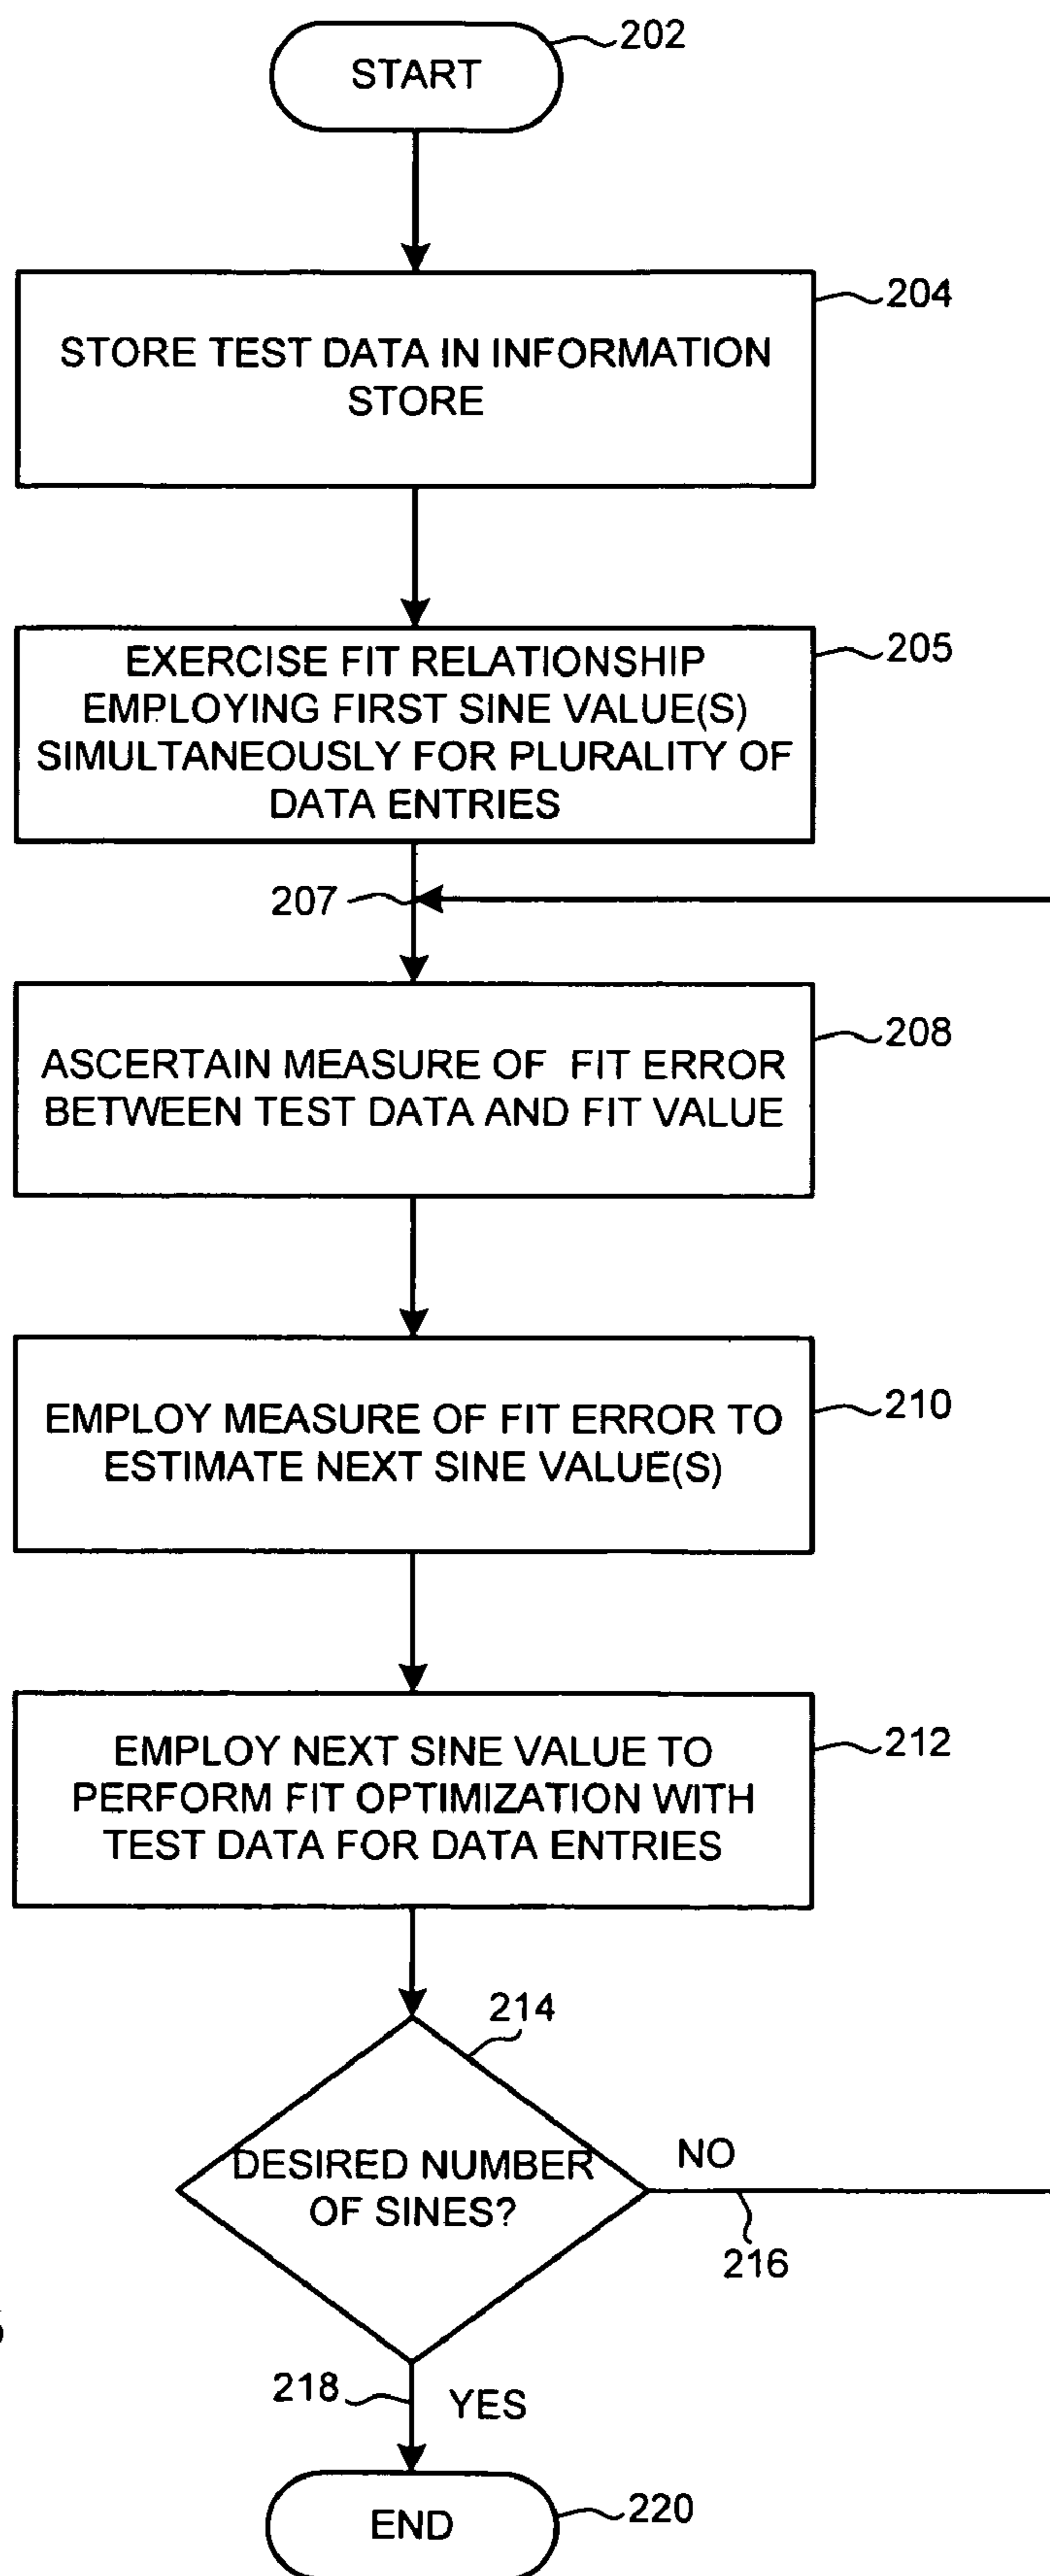 202
START
204
STORE TEST DATA IN INFORMATION
STORE
205
EXERCISE FIT RELATIONSHIP
EMPLOYING FIRST SINE VALUE(S)
SIMULTANEOUSLY FOR PLURALITY OF
DATA ENTRIES
207
208
ASCERTAIN MEASURE OF FIT ERROR
BETWEEN TEST DATA AND FIT VALUE
210
EMPLOY MEASURE OF FIT ERROR TO
ESTIMATE NEXT SINE VALUE(S)
212
EMPLOY NEXT SINE VALUE TO
PERFORM FIT OPTIMIZATION WITH
TEST DATA FOR DATA ENTRIES
214
DESIRED NUMBER
OF SINES?
NO
216
218
YES
END
220